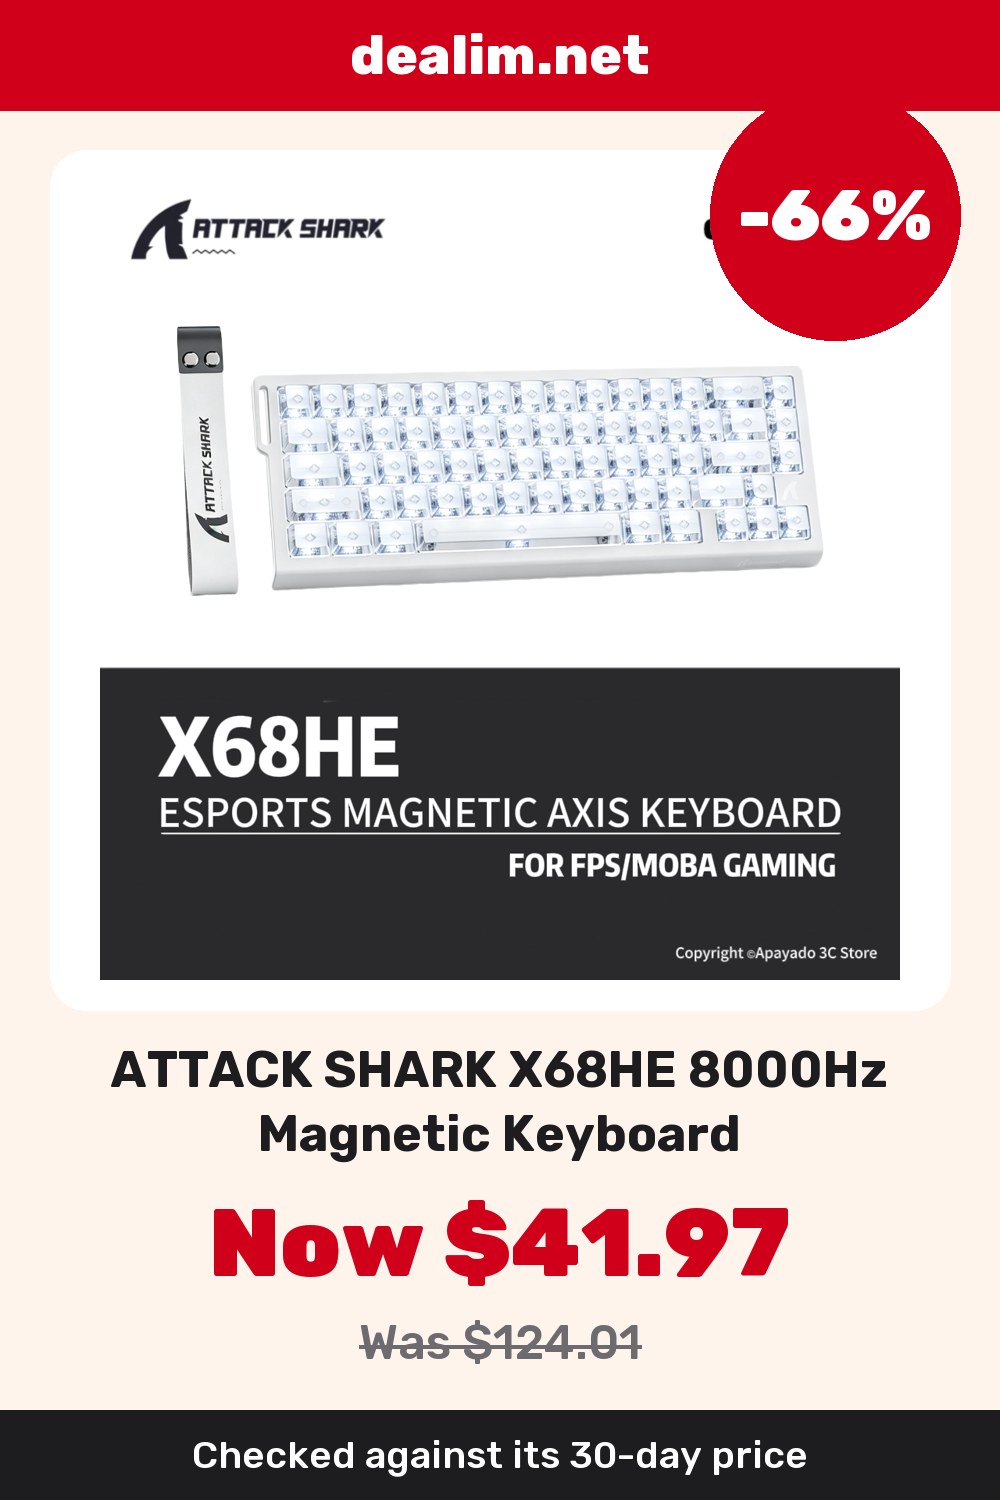 dealim.net
-66%
ATTACK SHARK
ATTACK SHARK
X68HE
ESPORTS MAGNETIC AXIS KEYBOARD
FOR FPS/MOBA GAMING
Copyright ©Apayado 3C Store
ATTACK SHARK X68HE 8000Hz
Magnetic Keyboard
Now $41.97
Was $124.01
Checked against its 30-day price